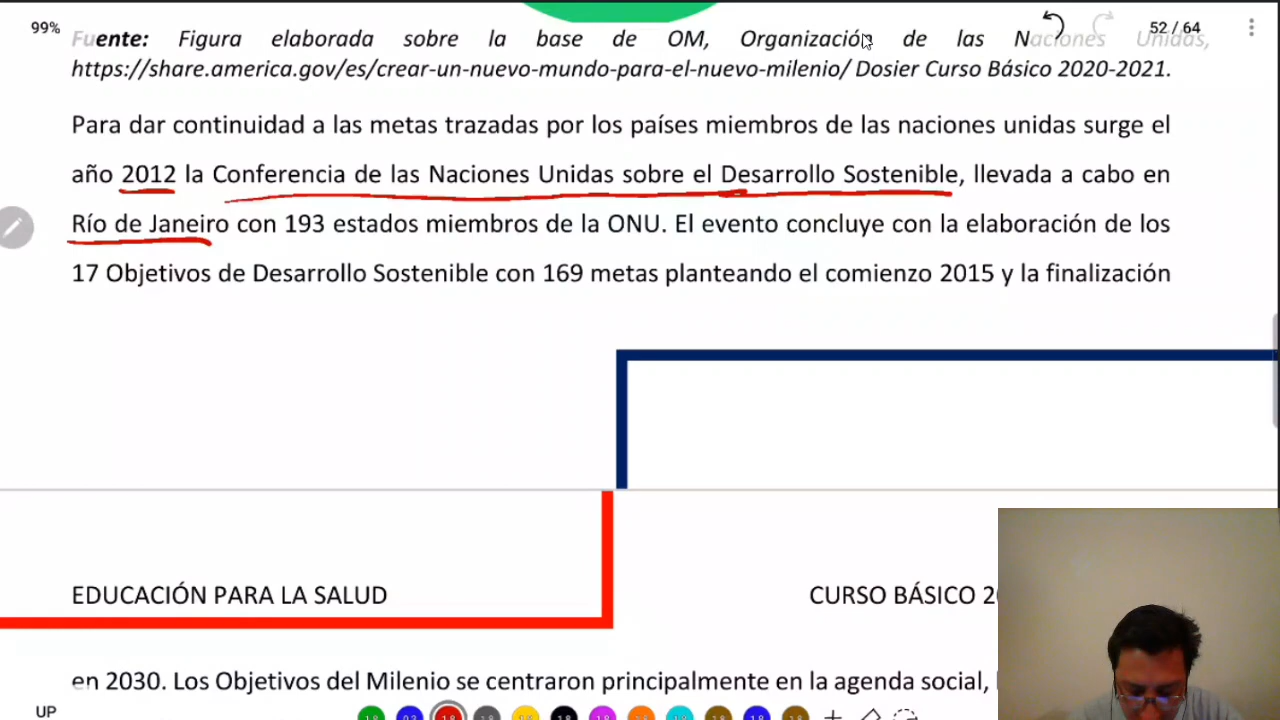 99%
52 / 64
Fuente: Figura elaborada sobre la base de OM, Organización de las Naciones Unidas,
https://share.america.gov/es/crear-un-nuevo-mundo-para-el-nuevo-milenio/ Dosier Curso Básico 2020-2021.
Para dar continuidad a las metas trazadas por los países miembros de las naciones unidas surge el
año 2012 la Conferencia de las Naciones Unidas sobre el Desarrollo Sostenible, llevada a cabo en
Río de Janeiro con 193 estados miembros de la ONU. El evento concluye con la elaboración de los
17 Objetivos de Desarrollo Sostenible con 169 metas planteando el comienzo 2015 y la finalización
EDUCACIÓN PARA LA SALUD
CURSO BÁSICO
en 2030. Los Objetivos del Milenio se centraron principalmente en la agenda social,
UP